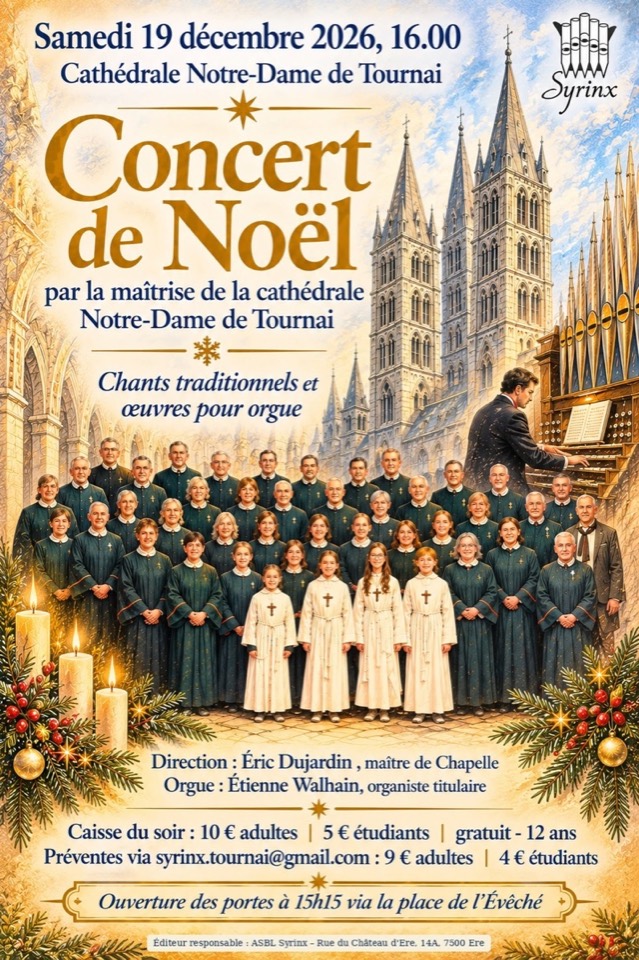 Samedi 19 décembre 2026, 16.00
Cathédrale Notre-Dame de Tournai
Syrinx
Concert
de Noël
par la maîtrise de la cathédrale
Notre-Dame de Tournai
Chants traditionnels et
œuvres pour orgue
Direction : Éric Dujardin , maître de Chapelle
Orgue : Étienne Walhain, organiste titulaire
Caisse du soir : 10 € adultes | 5 € étudiants | gratuit - 12 ans
Préventes via syrinx.tournai@gmail.com : 9 € adultes | 4 € étudiants
Ouverture des portes à 15h15 via la place de l'Évêché
Éditeur responsable : ASBL Syrinx – Rue du Château d'Ere, 14A, 7500 Ere